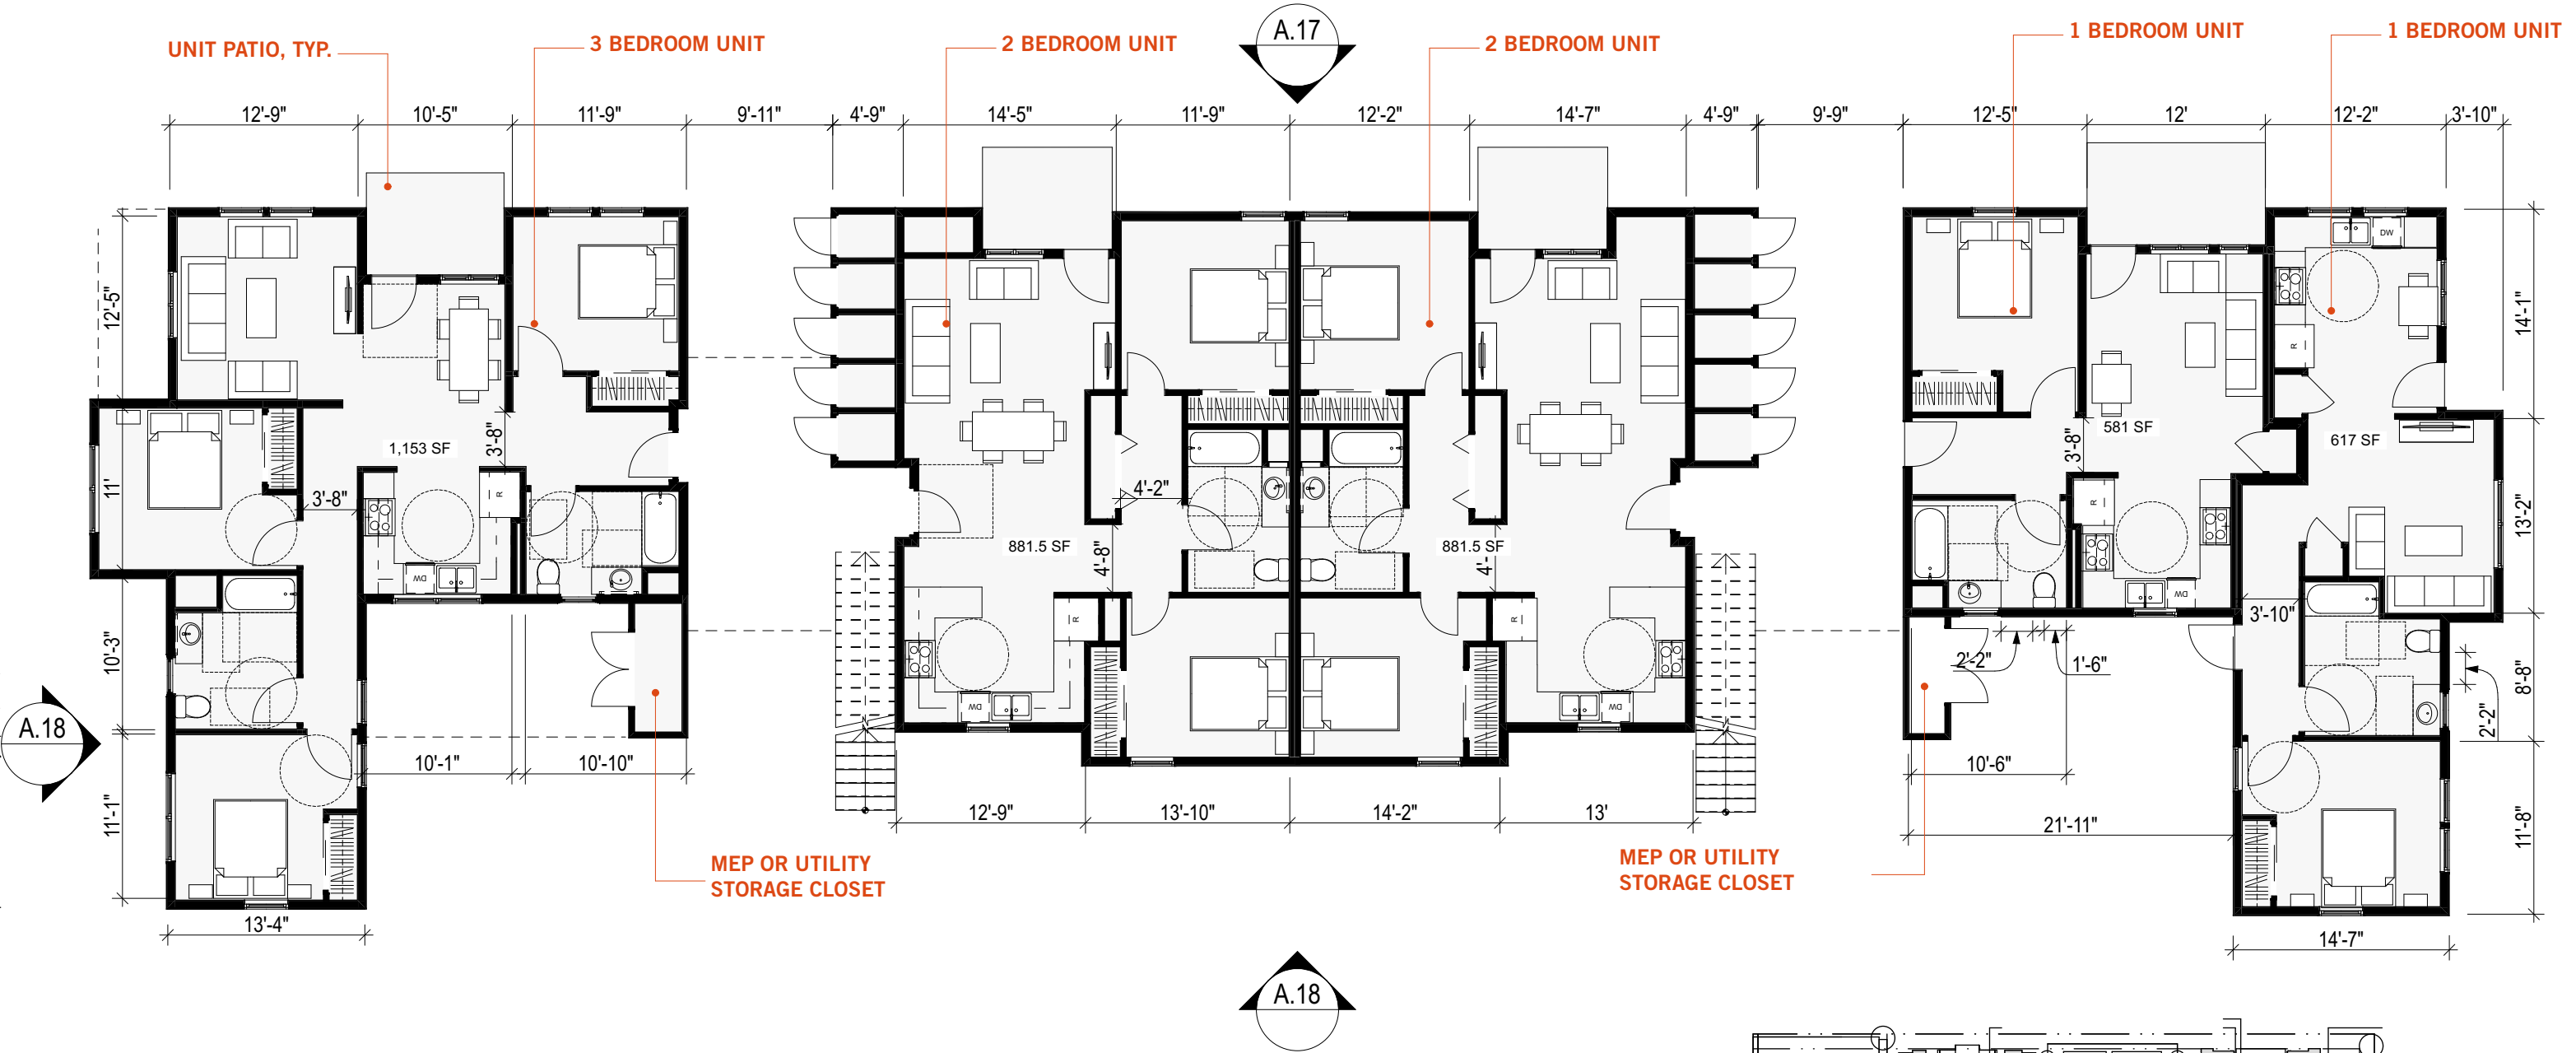 A.17
UNIT PATIO, TYP.
3 BEDROOM UNIT
2 BEDROOM UNIT
2 BEDROOM UNIT
1 BEDROOM UNIT
1 BEDROOM UNIT
12'-9"
10'-5"
11'-9"
9'-11"
4'-9"
14'-5"
11'-9"
12'-2"
14'-7"
4'-9"
9'-9"
12'-5"
12'
12'-2"
3'-10"
12'-5"
11'
10'-3"
11'-1"
1,153 SF
3'-8"
3'-8"
R
DW
10'-1"
10'-10"
13'-4"
A.18
MEP OR UTILITY
STORAGE CLOSET
881.5 SF
4'-2"
4'-8"
R
DW
881.5 SF
4'-
R
DW
12'-9"
13'-10"
14'-2"
13'
581 SF
3'-8"
R
DW
DW
R
617 SF
14'-1"
13'-2"
8'-8"
11'-8"
3'-10"
2'-2"
1'-6"
2'-2"
10'-6"
21'-11"
14'-7"
MEP OR UTILITY
STORAGE CLOSET
A.18